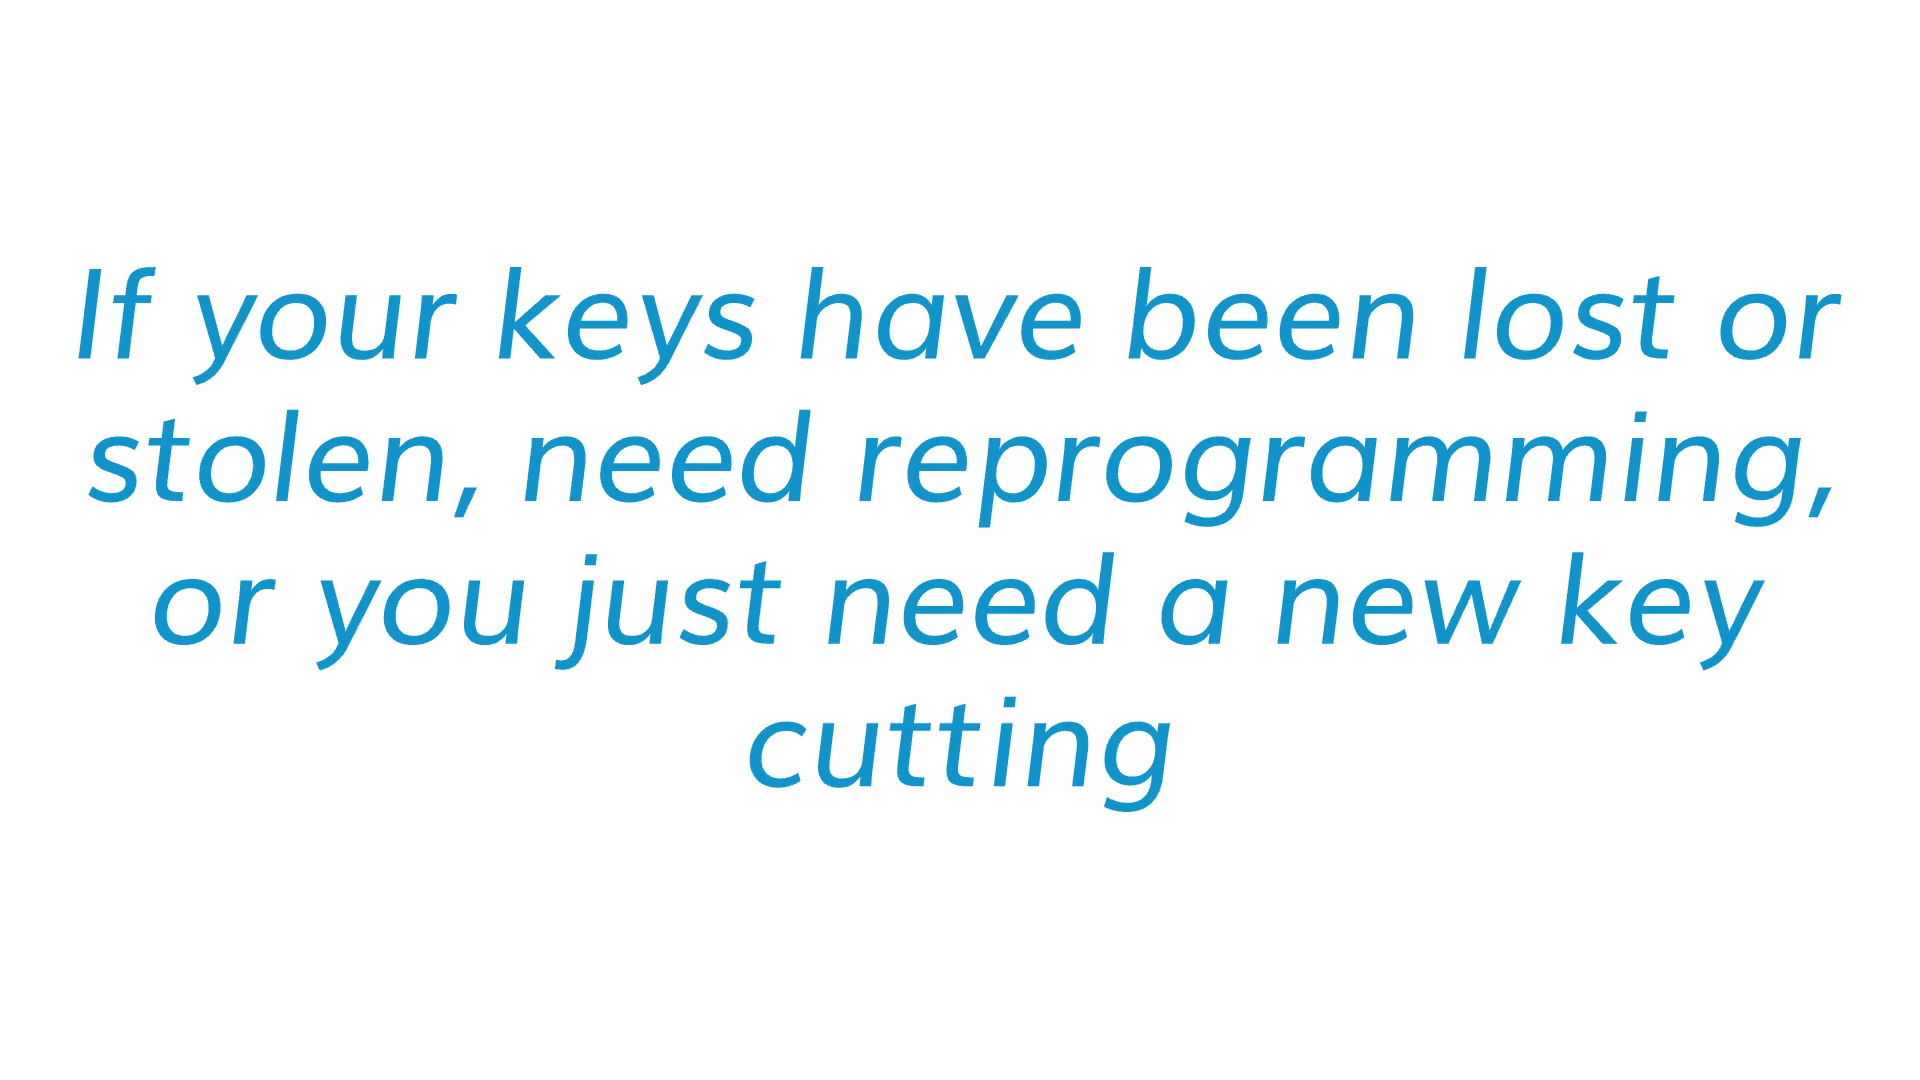 If your keys have been lost or
stolen, need reprogramming,
or you just need a new key
cutting